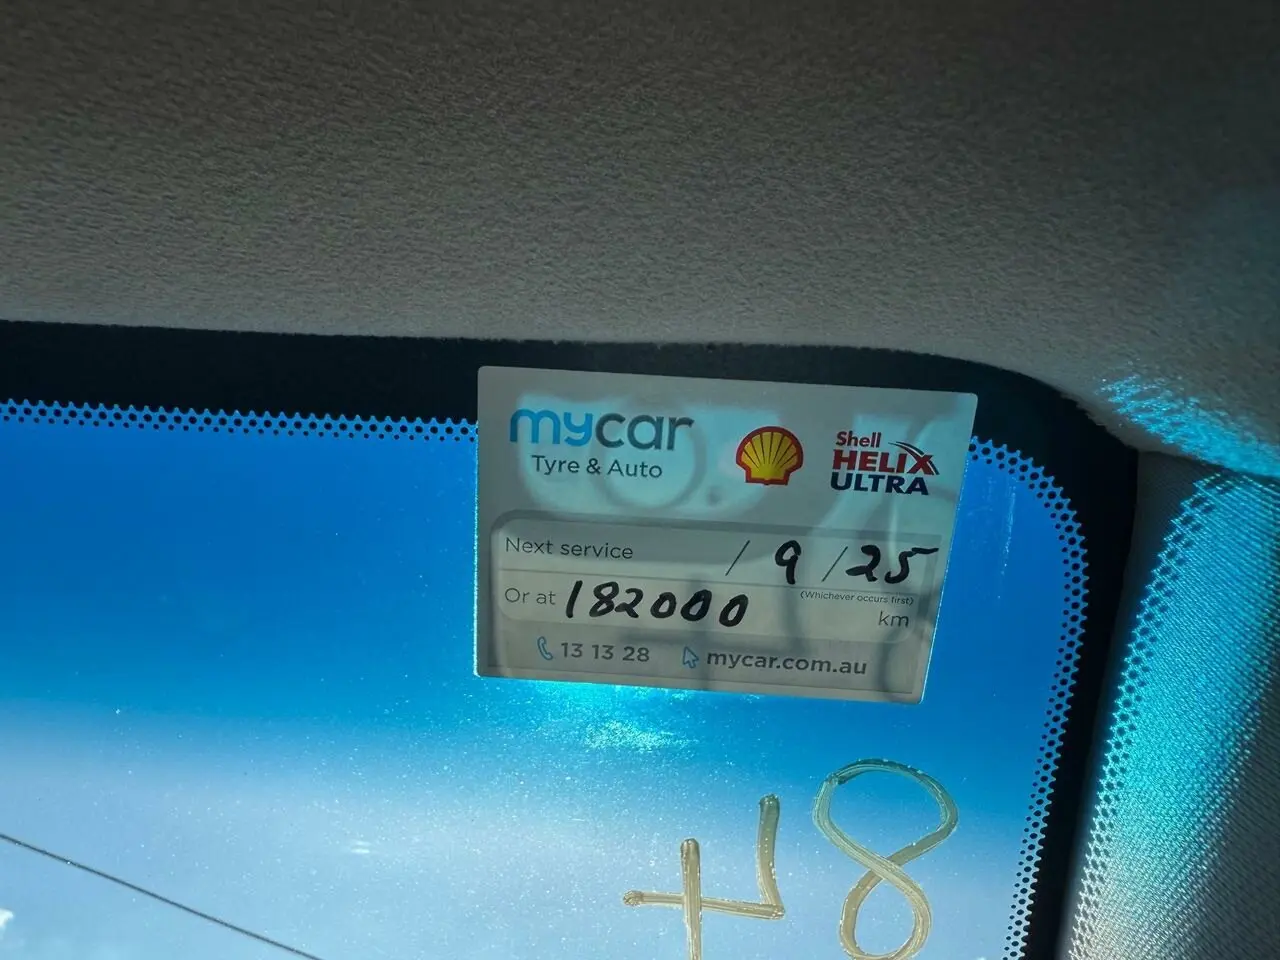 mycar
Tyre & Auto
Shell
HELIX
ULTRA
Next service / 9 / 25
(Whichever occurs first)
Or at 182000 km
13 13 28 mycar.com.au
84